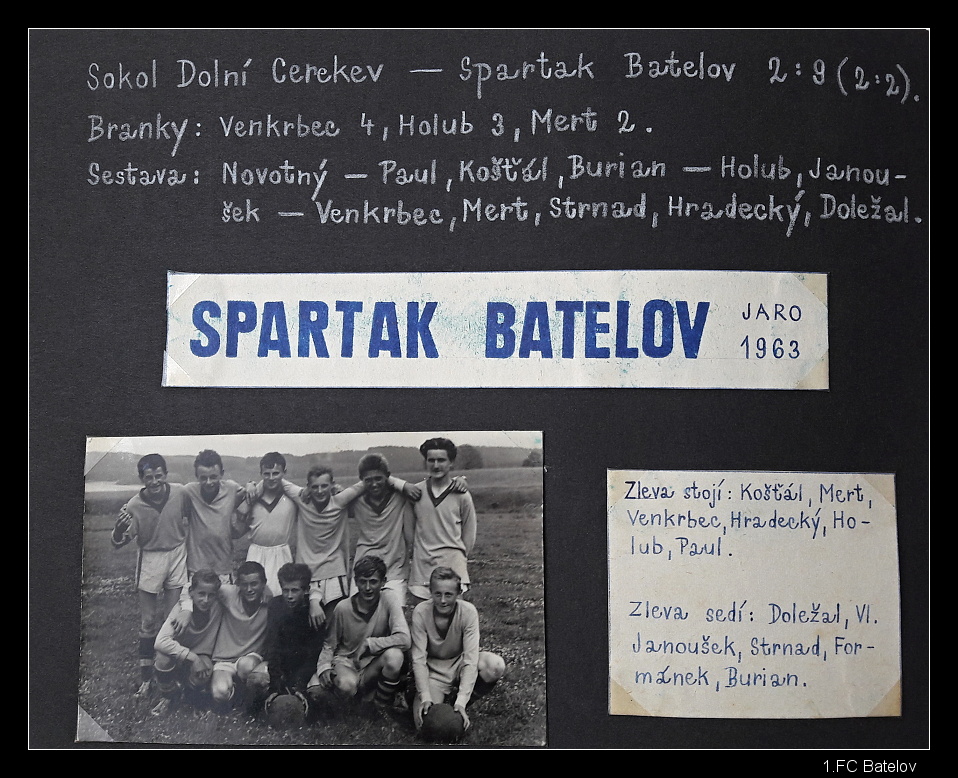 Sokol Dolní Cerekev — Spartak Batelov 2:9 (2:2).
Branky: Venkrbec 4, Holub 3, Mert 2.
Sestava: Novotný — Paul, Košťál, Burian — Holub, Janou-
šek — Venkrbec, Mert, Strnad, Hradecký, Doležal.
SPARTAK BATELOV JARO
1963
Zleva stojí: Košťál, Mert,
Venkrbec, Hradecký, Ho-
lub, Paul.
Zleva sedí: Doležal, Vl.
Janoušek, Strnad, For-
mánek, Burian.
1.FC Batelov